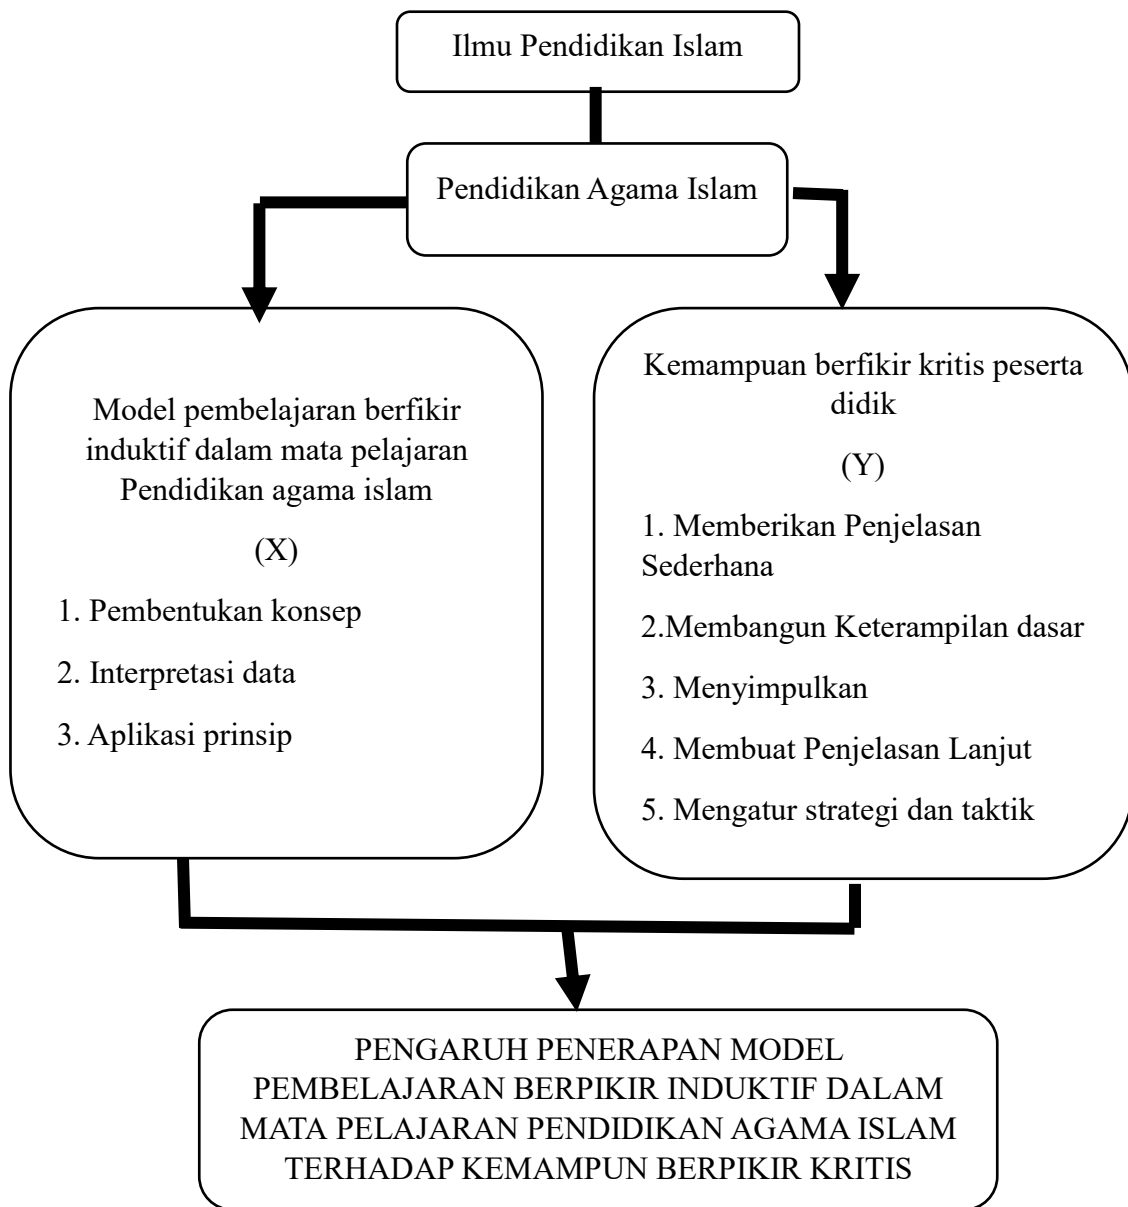 Ilmu Pendidikan Islam
Pendidikan Agama Islam
Model pembelajaran berfikir
induktif dalam mata pelajaran
Pendidikan agama islam
(X)
1. Pembentukan konsep
2. Interpretasi data
3. Aplikasi prinsip
Kemampuan berfikir kritis peserta
didik
(Y)
1. Memberikan Penjelasan
Sederhana
2.Membangun Keterampilan dasar
3. Menyimpulkan
4. Membuat Penjelasan Lanjut
5. Mengatur strategi dan taktik
PENGARUH PENERAPAN MODEL
PEMBELAJARAN BERPIKIR INDUKTIF DALAM
MATA PELAJARAN PENDIDIKAN AGAMA ISLAM
TERHADAP KEMAMPUN BERPIKIR KRITIS